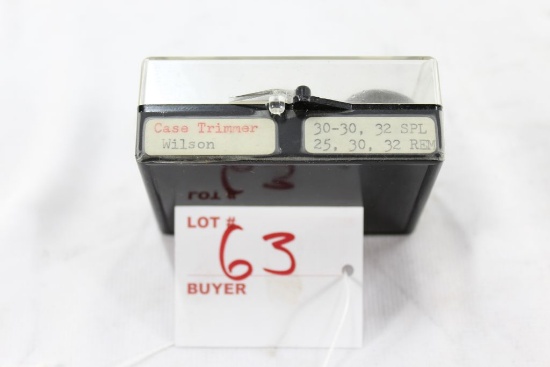 Case Trimmer
Wilson
30-30, 32 SPL
25, 30, 32 REM
LOT #
63
BUYER